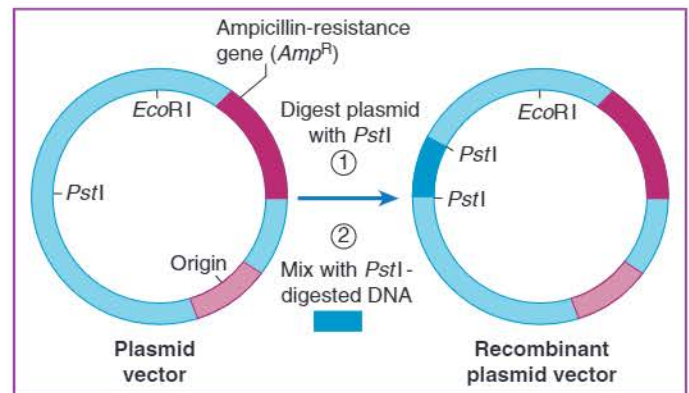 Ampicillin-resistance
gene (AmpR)
EcoRI
PstI
Origin
Plasmid
vector
Digest plasmid
with PstI
1
2
Mix with PstI-
digested DNA
EcoRI
PstI
PstI
Recombinant
plasmid vector